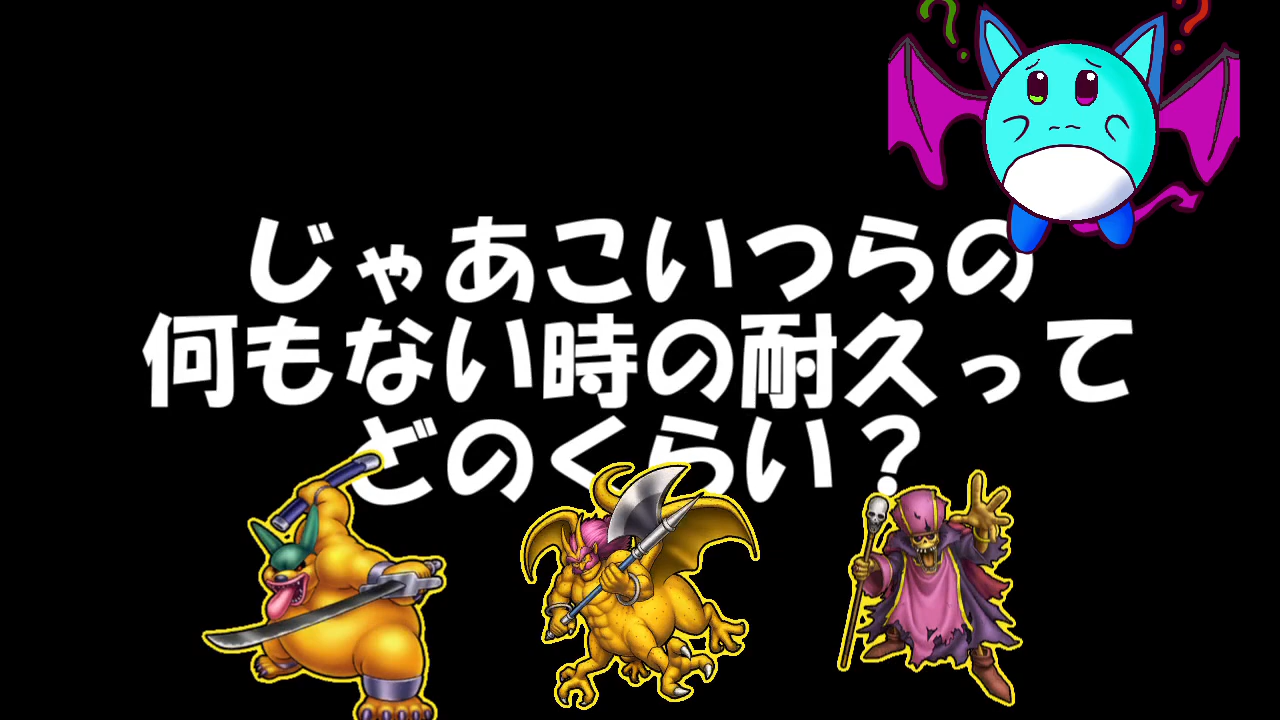 じゃあこいつらの
何もない時の耐久って
どのくらい？